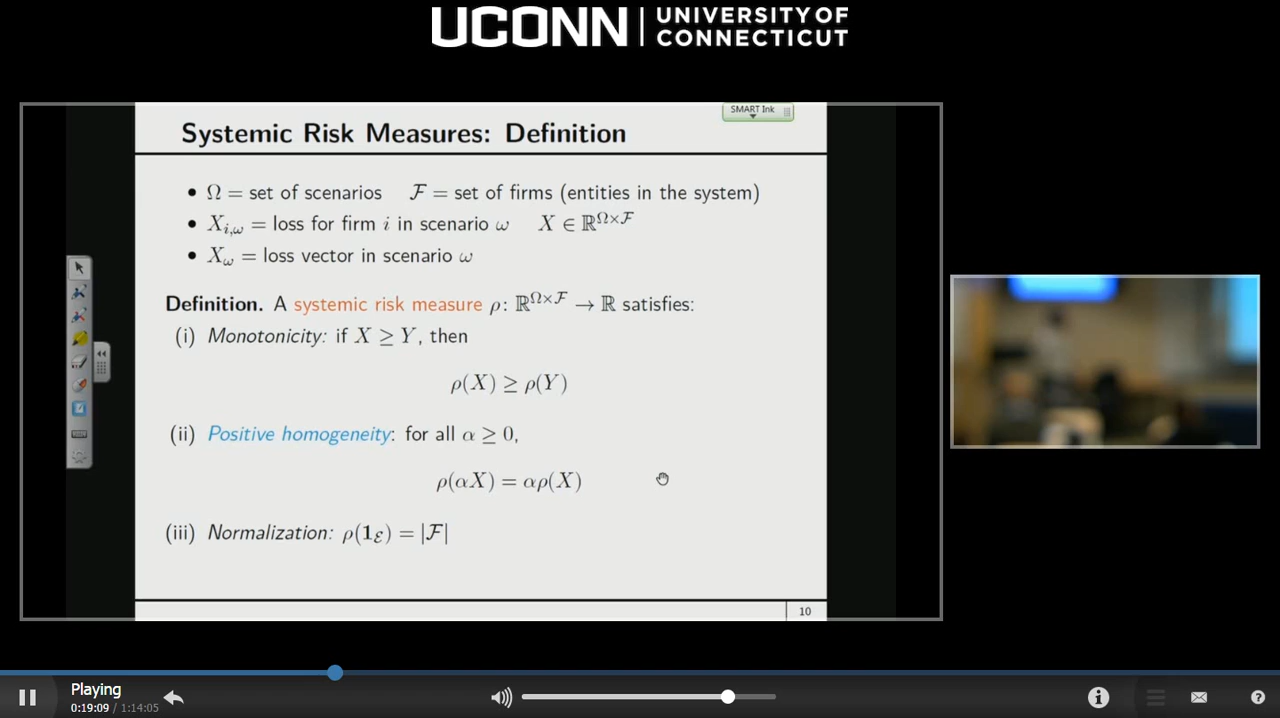 UCONN | UNIVERSITY OF
CONNECTICUT
SMART Ink
Systemic Risk Measures: Definition
• Ω = set of scenarios ℱ = set of firms (entities in the system)
• X_{i,ω} = loss for firm i in scenario ω X ∈ ℝ^{Ω×ℱ}
• X_ω = loss vector in scenario ω
Definition. A systemic risk measure ρ: ℝ^{Ω×ℱ} → ℝ satisfies:
(i) Monotonicity: if X ≥ Y, then
ρ(X) ≥ ρ(Y)
(ii) Positive homogeneity: for all α ≥ 0,
ρ(αX) = αρ(X)
(iii) Normalization: ρ(1_ℰ) = |ℱ|
10
Playing
0:19:09 / 1:14:05